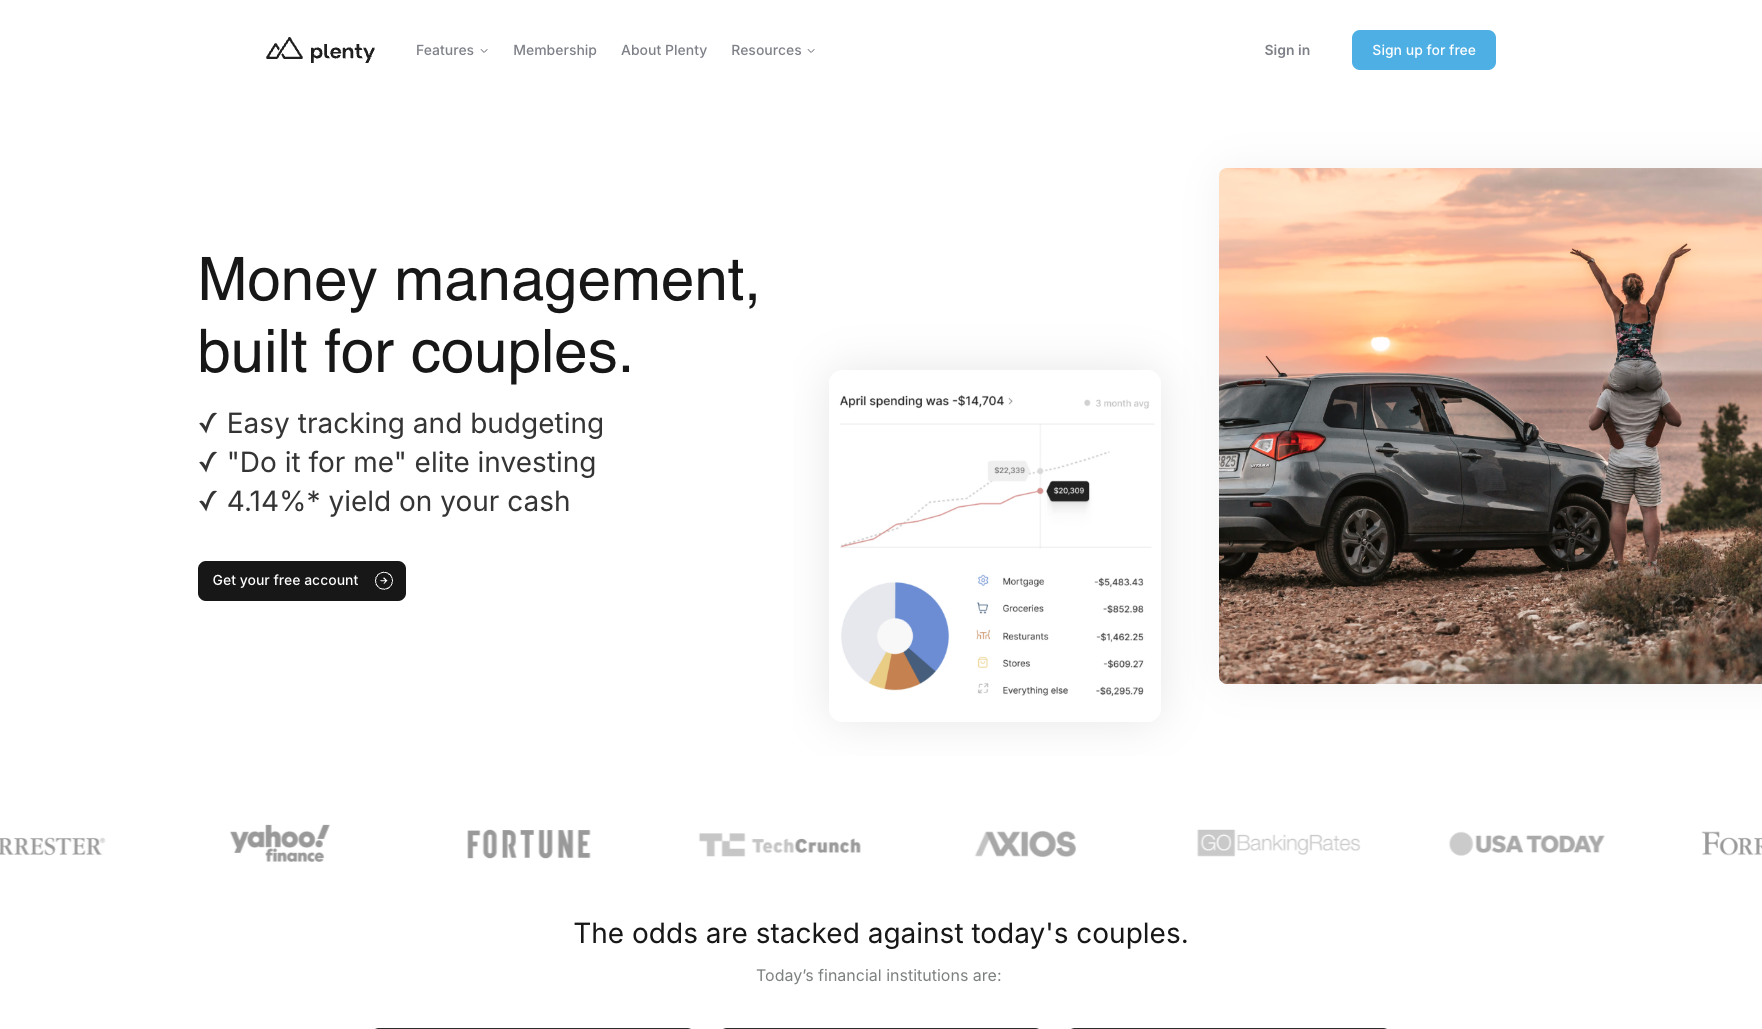 plenty
Features
Membership
About Plenty
Resources
Sign in
Sign up for free
Money management,
built for couples.
✓ Easy tracking and budgeting
✓ "Do it for me" elite investing
✓ 4.14%* yield on your cash
Get your free account
April spending was -$14,704 >
3 month avg
$22,339
$20,309
Mortgage -$5,483.43
Groceries -$852.98
Resturants -$1,462.25
Stores -$609.27
Everything else -$6,295.79
RRESTER®
yahoo!
finance
FORTUNE
TC TechCrunch
AXIOS
GOBankingRates
USA TODAY
FORR
The odds are stacked against today's couples.
Today’s financial institutions are: